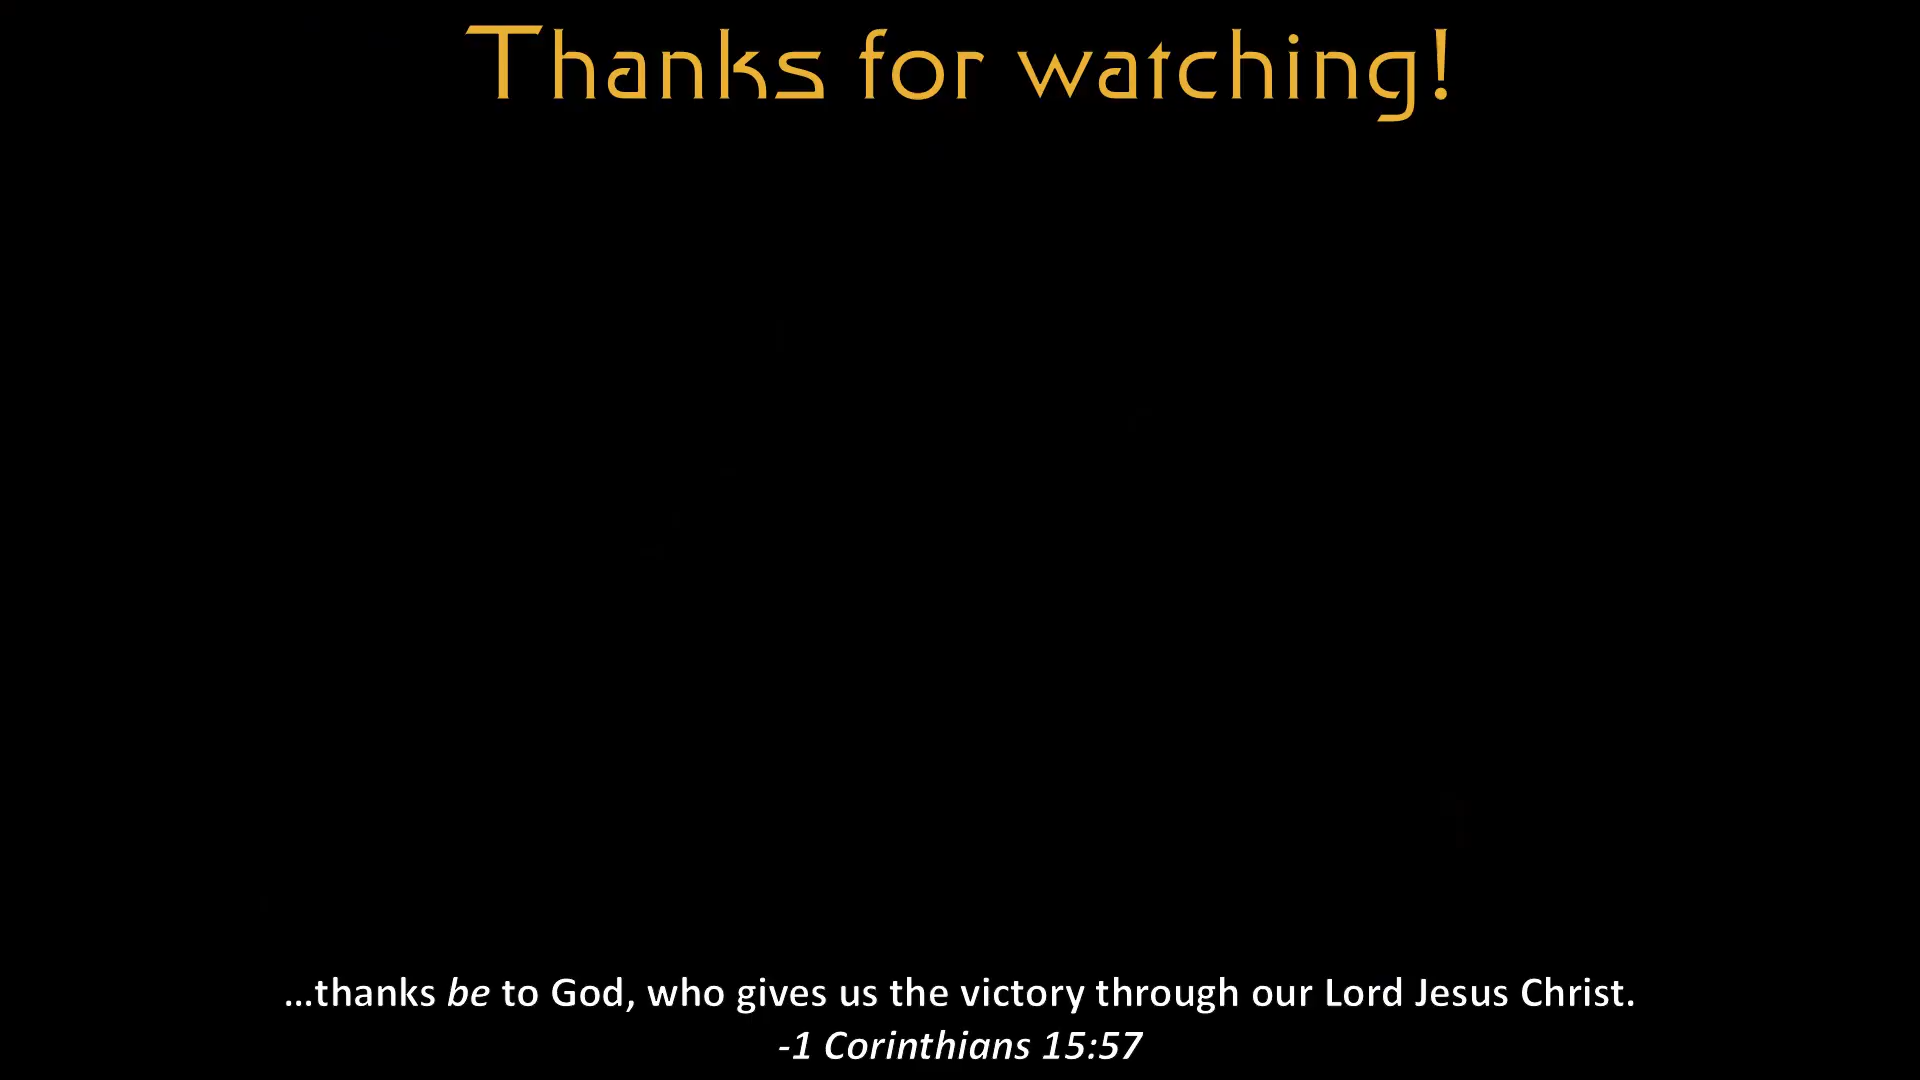 Thanks for watching!
...thanks be to God, who gives us the victory through our Lord Jesus Christ.
-1 Corinthians 15:57